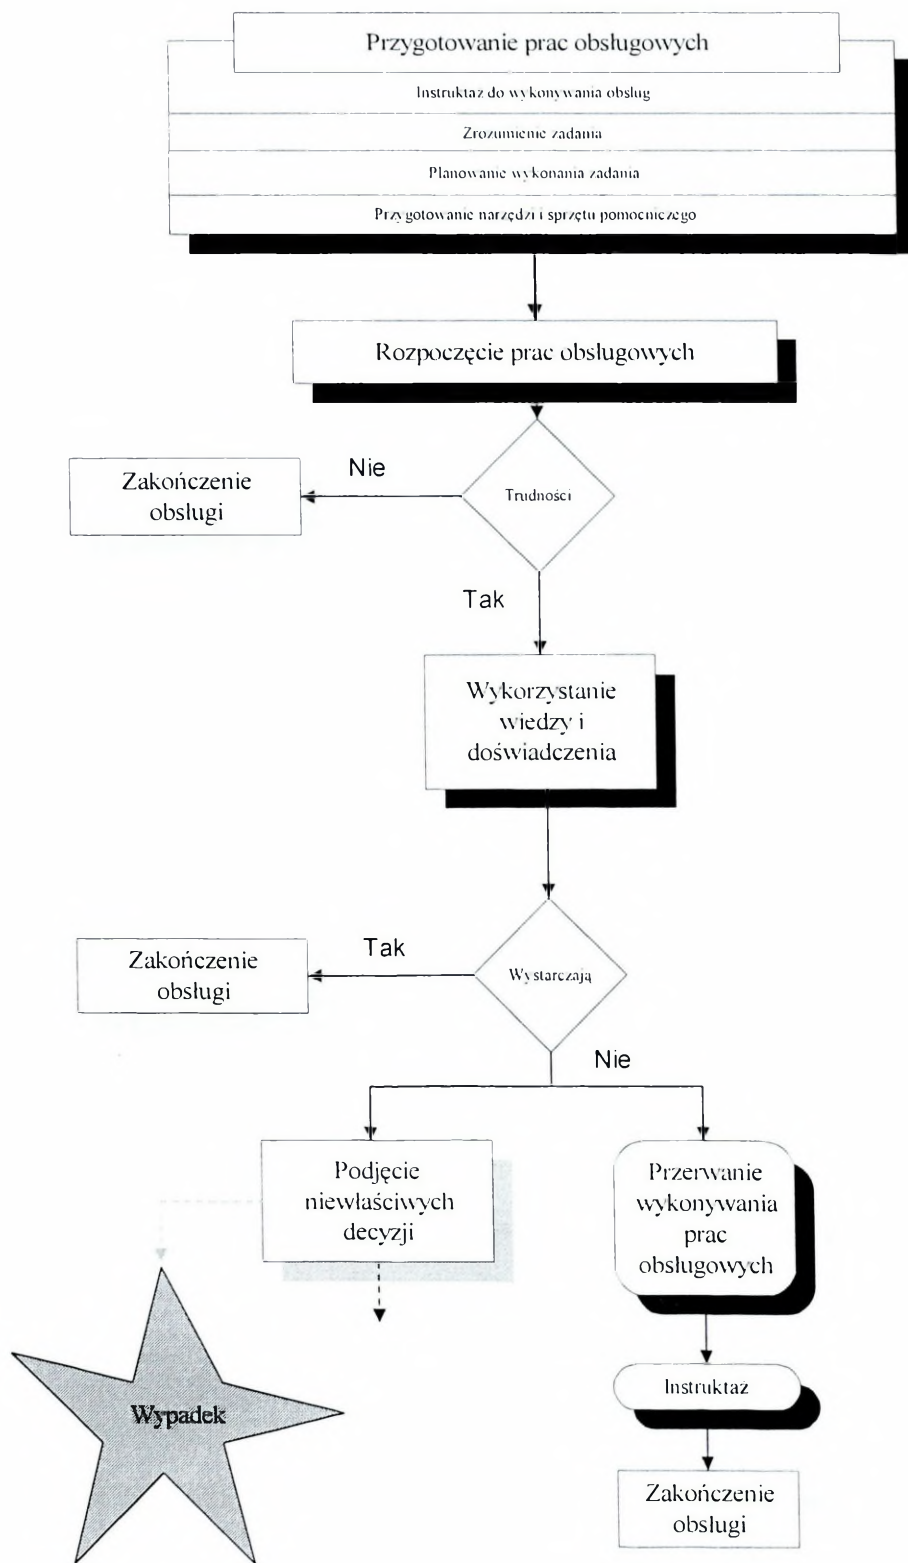 Przygotowanie prac obsługowych
Instruktaż do wykonywania obsług
Zrozumienie zadania
Planowanie wykonania zadania
Przygotowanie narzędzi i sprzętu pomocniczego
Rozpoczęcie prac obsługowych
Nie
Zakończenie
obsługi
Trudności
Tak
Wykorzystanie
wiedzy i
doświadczenia
Tak
Zakończenie
obsługi
Wystarczają
Nie
Podjęcie
niewłaściwych
decyzji
Przerwanie
wykonywania
prac
obsługowych
Instruktaż
Wypadek
Zakończenie
obsługi